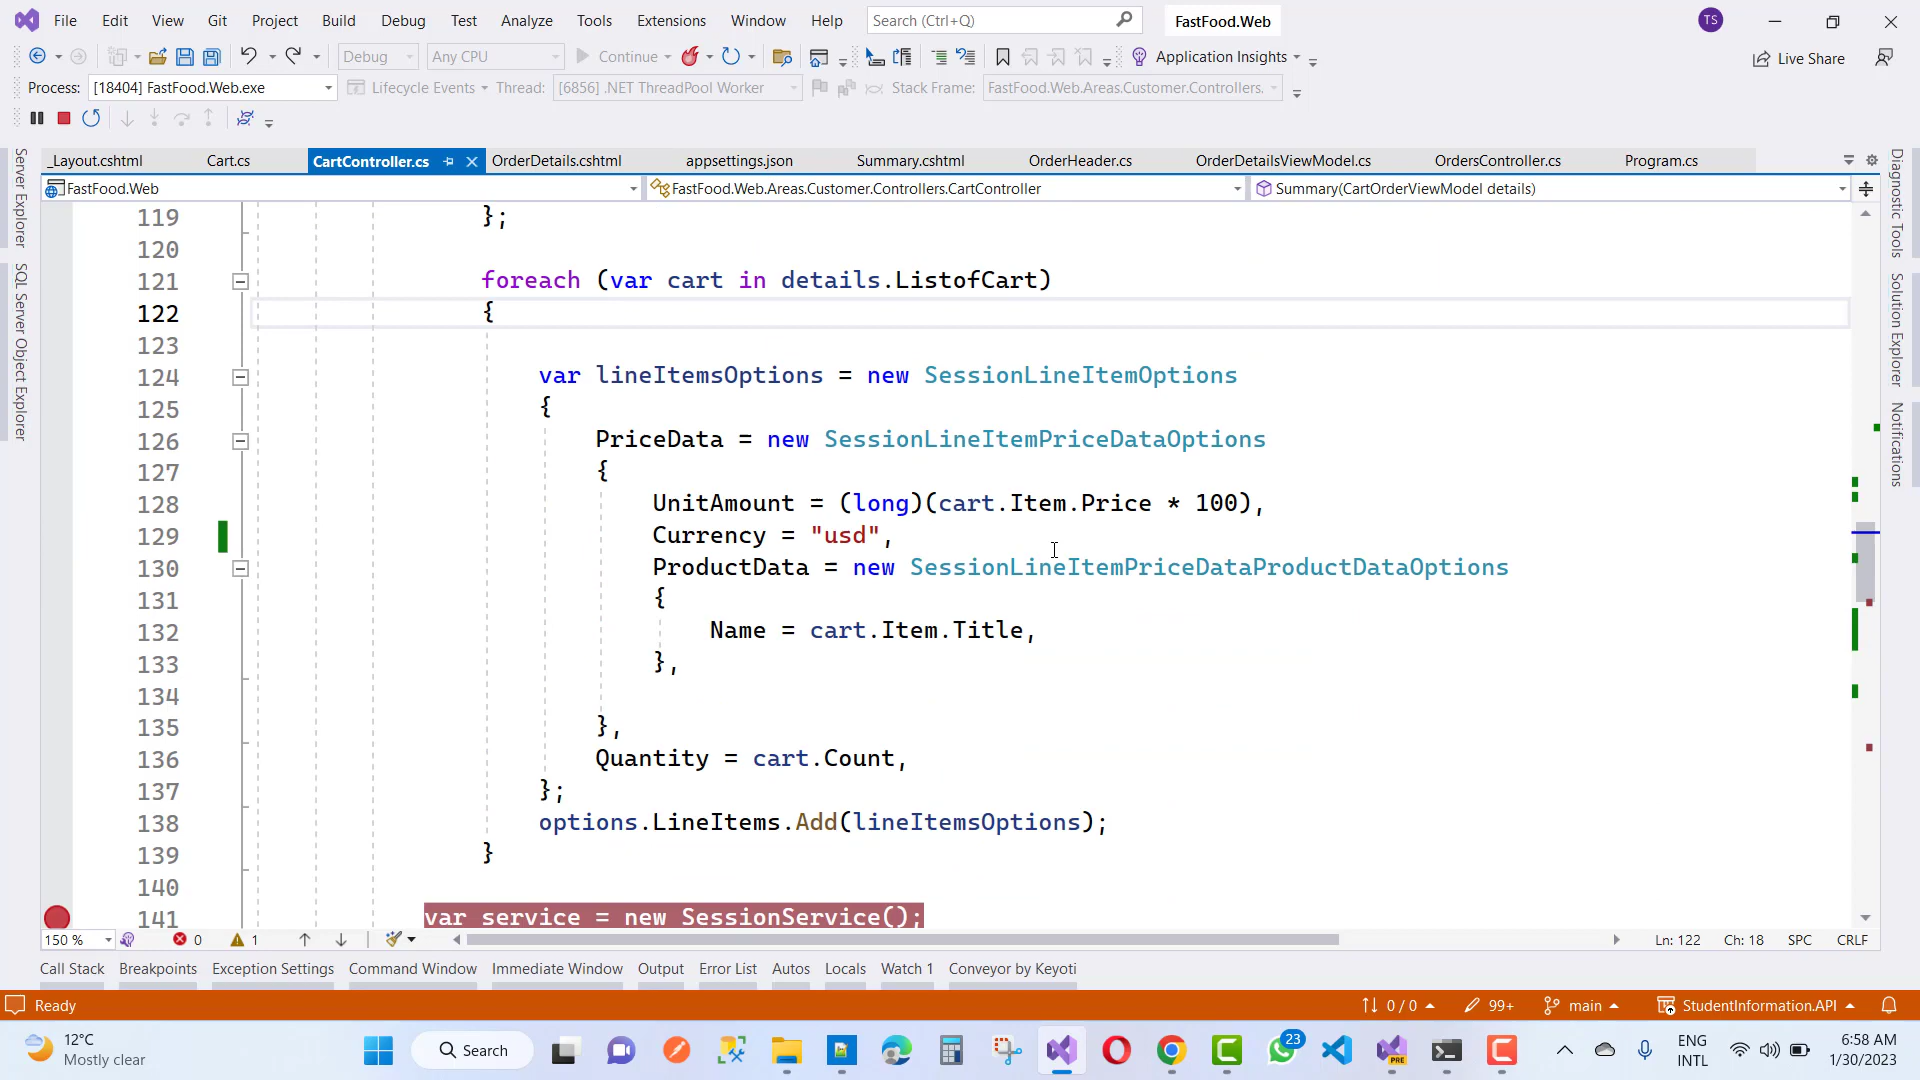 File Edit View Git Project Build Debug Test Analyze Tools Extensions Window Help Search (Ctrl+Q) FastFood.Web TS
Debug Any CPU Continue Application Insights Live Share
Process: [18404] FastFood.Web.exe Lifecycle Events Thread: [6856] .NET ThreadPool Worker Stack Frame: FastFood.Web.Areas.Customer.Controllers.
_Layout.cshtml Cart.cs CartController.cs OrderDetails.cshtml appsettings.json Summary.cshtml OrderHeader.cs OrderDetailsViewModel.cs OrdersController.cs Program.cs
FastFood.Web FastFood.Web.Areas.Customer.Controllers.CartController Summary(CartOrderViewModel details)
Server Explorer
SQL Server Object Explorer
119 };
120
121 foreach (var cart in details.ListofCart)
122 {
123
124 var lineItemsOptions = new SessionLineItemOptions
125 {
126 PriceData = new SessionLineItemPriceDataOptions
127 {
128 UnitAmount = (long)(cart.Item.Price * 100),
129 Currency = "usd",
130 ProductData = new SessionLineItemPriceDataProductDataOptions
131 {
132 Name = cart.Item.Title,
133 },
134
135 },
136 Quantity = cart.Count,
137 };
138 options.LineItems.Add(lineItemsOptions);
139 }
140
141 var service = new SessionService();
Diagnostic Tools
Solution Explorer
Notifications
150 % 0 1 Ln: 122 Ch: 18 SPC CRLF
Call Stack Breakpoints Exception Settings Command Window Immediate Window Output Error List Autos Locals Watch 1 Conveyor by Keyoti
Ready 0 / 0 99+ main StudentInformation.API
12°C
Mostly clear
Search
23
PRE
ENG
INTL
6:58 AM
1/30/2023